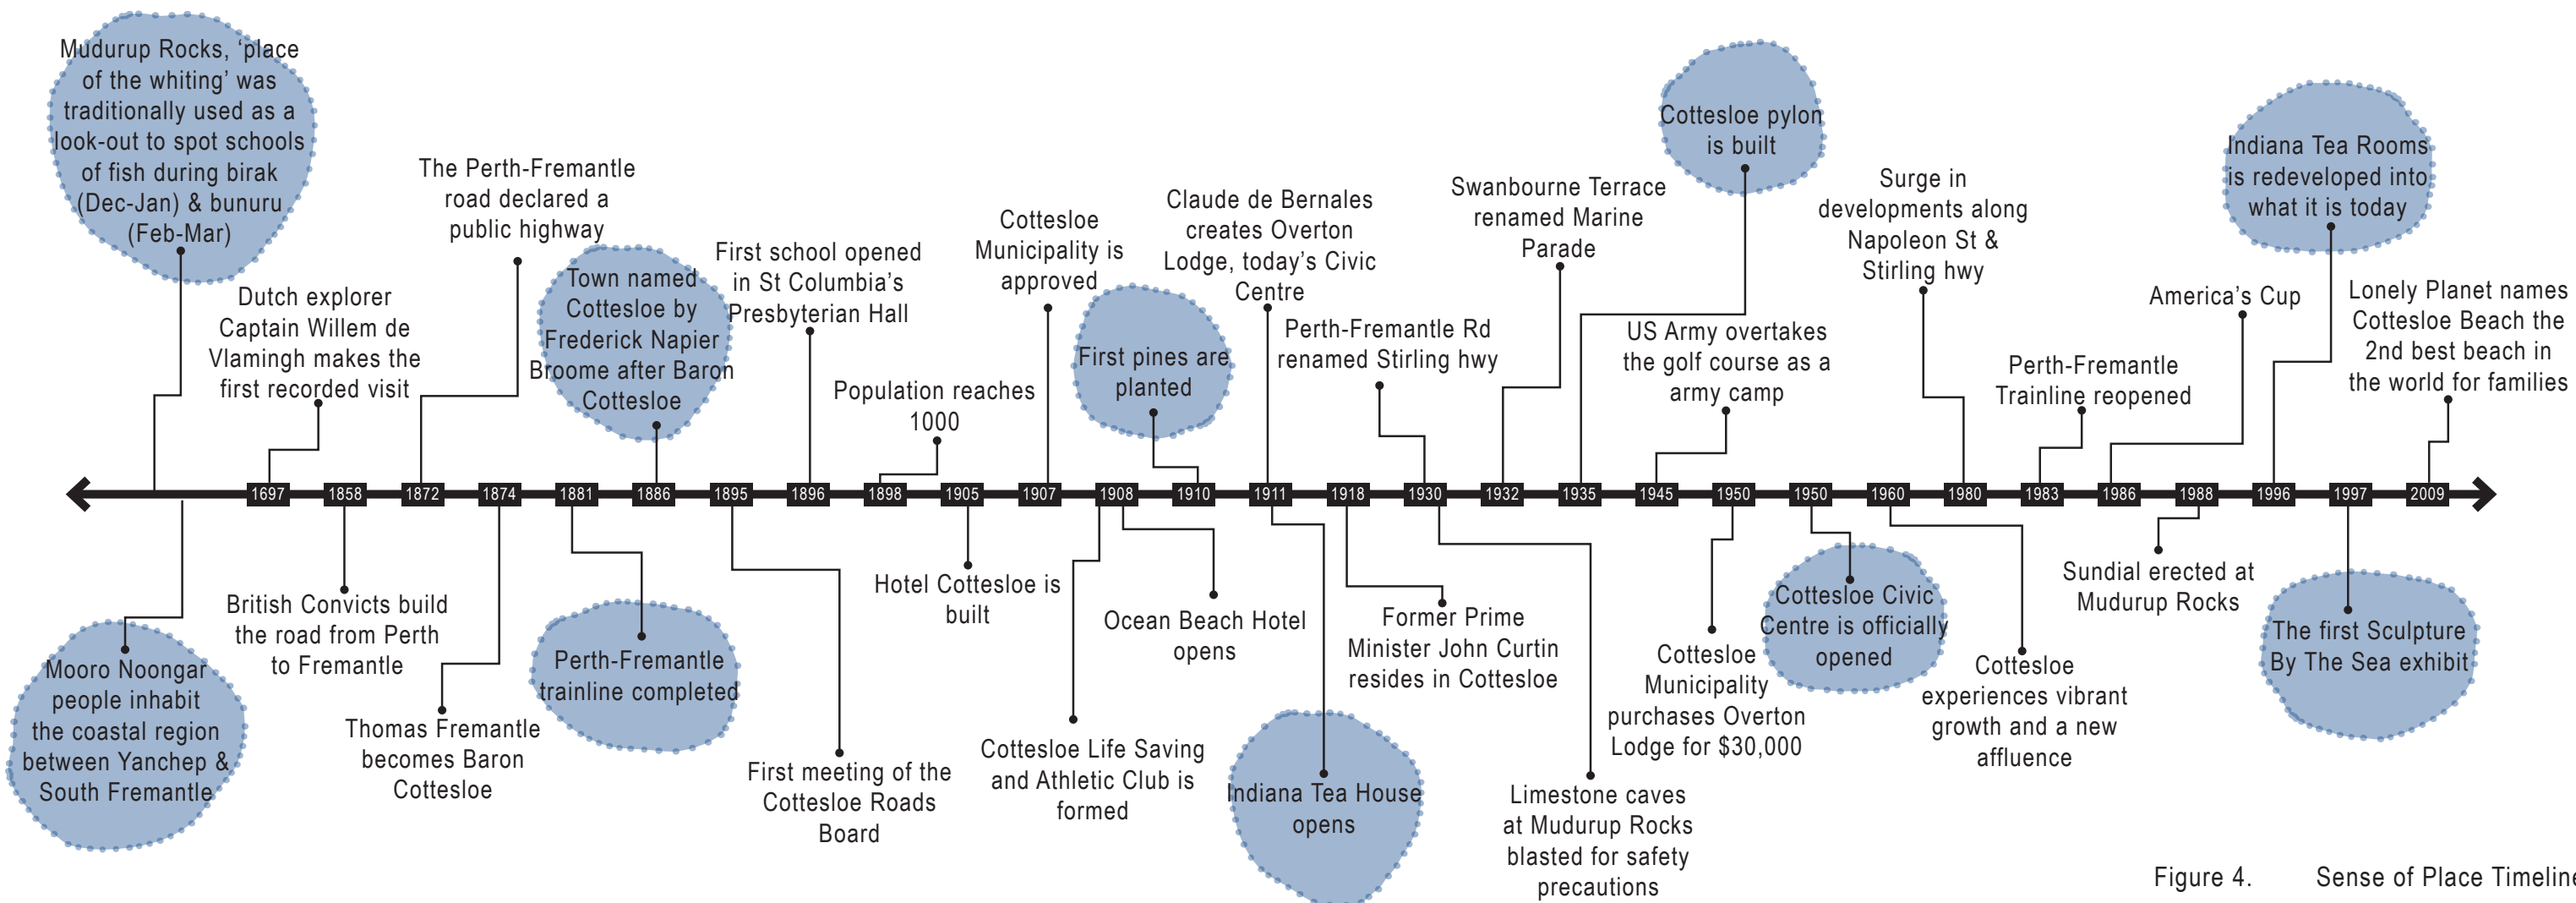 Mudurup Rocks, ‘place
of the whiting’ was
traditionally used as a
look-out to spot schools
of fish during birak
(Dec-Jan) & bunuru
(Feb-Mar)
Dutch explorer
Captain Willem de
Vlamingh makes the
first recorded visit
The Perth-Fremantle
road declared a
public highway
Town named
Cottesloe by
Frederick Napier
Broome after Baron
Cottesloe
First school opened
in St Columbia’s
Presbyterian Hall
Population reaches
1000
Cottesloe
Municipality is
approved
First pines are
planted
Claude de Bernales
creates Overton
Lodge, today’s Civic
Centre
Perth-Fremantle Rd
renamed Stirling hwy
Swanbourne Terrace
renamed Marine
Parade
Cottesloe pylon
is built
US Army overtakes
the golf course as a
army camp
Surge in
developments along
Napoleon St &
Stirling hwy
Perth-Fremantle
Trainline reopened
America’s Cup
Indiana Tea Rooms
is redeveloped into
what it is today
Lonely Planet names
Cottesloe Beach the
2nd best beach in
the world for families
1697 1858 1872 1874 1881 1886 1895 1896 1898 1905 1907 1908 1910 1911 1918 1930 1932 1935 1945 1950 1950 1960 1980 1983 1986 1988 1996 1997 2009
Mooro Noongar
people inhabit
the coastal region
between Yanchep &
South Fremantle
British Convicts build
the road from Perth
to Fremantle
Thomas Fremantle
becomes Baron
Cottesloe
Perth-Fremantle
trainline completed
First meeting of the
Cottesloe Roads
Board
Hotel Cottesloe is
built
Cottesloe Life Saving
and Athletic Club is
formed
Ocean Beach Hotel
opens
Indiana Tea House
opens
Former Prime
Minister John Curtin
resides in Cottesloe
Limestone caves
at Mudurup Rocks
blasted for safety
precautions
Cottesloe
Municipality
purchases Overton
Lodge for $30,000
Cottesloe Civic
Centre is officially
opened
Cottesloe
experiences vibrant
growth and a new
affluence
Sundial erected at
Mudurup Rocks
The first Sculpture
By The Sea exhibit
Figure 4. Sense of Place Timeline